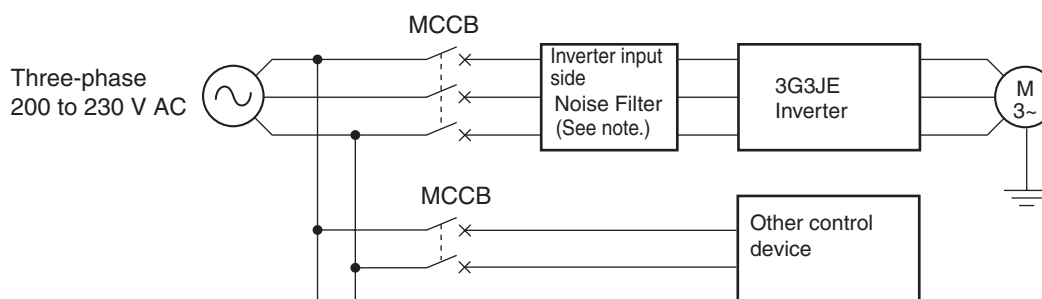 MCCB
Three-phase
200 to 230 V AC
Inverter input
side
Noise Filter
(See note.)
3G3JE
Inverter
M
3~
MCCB
Other control
device